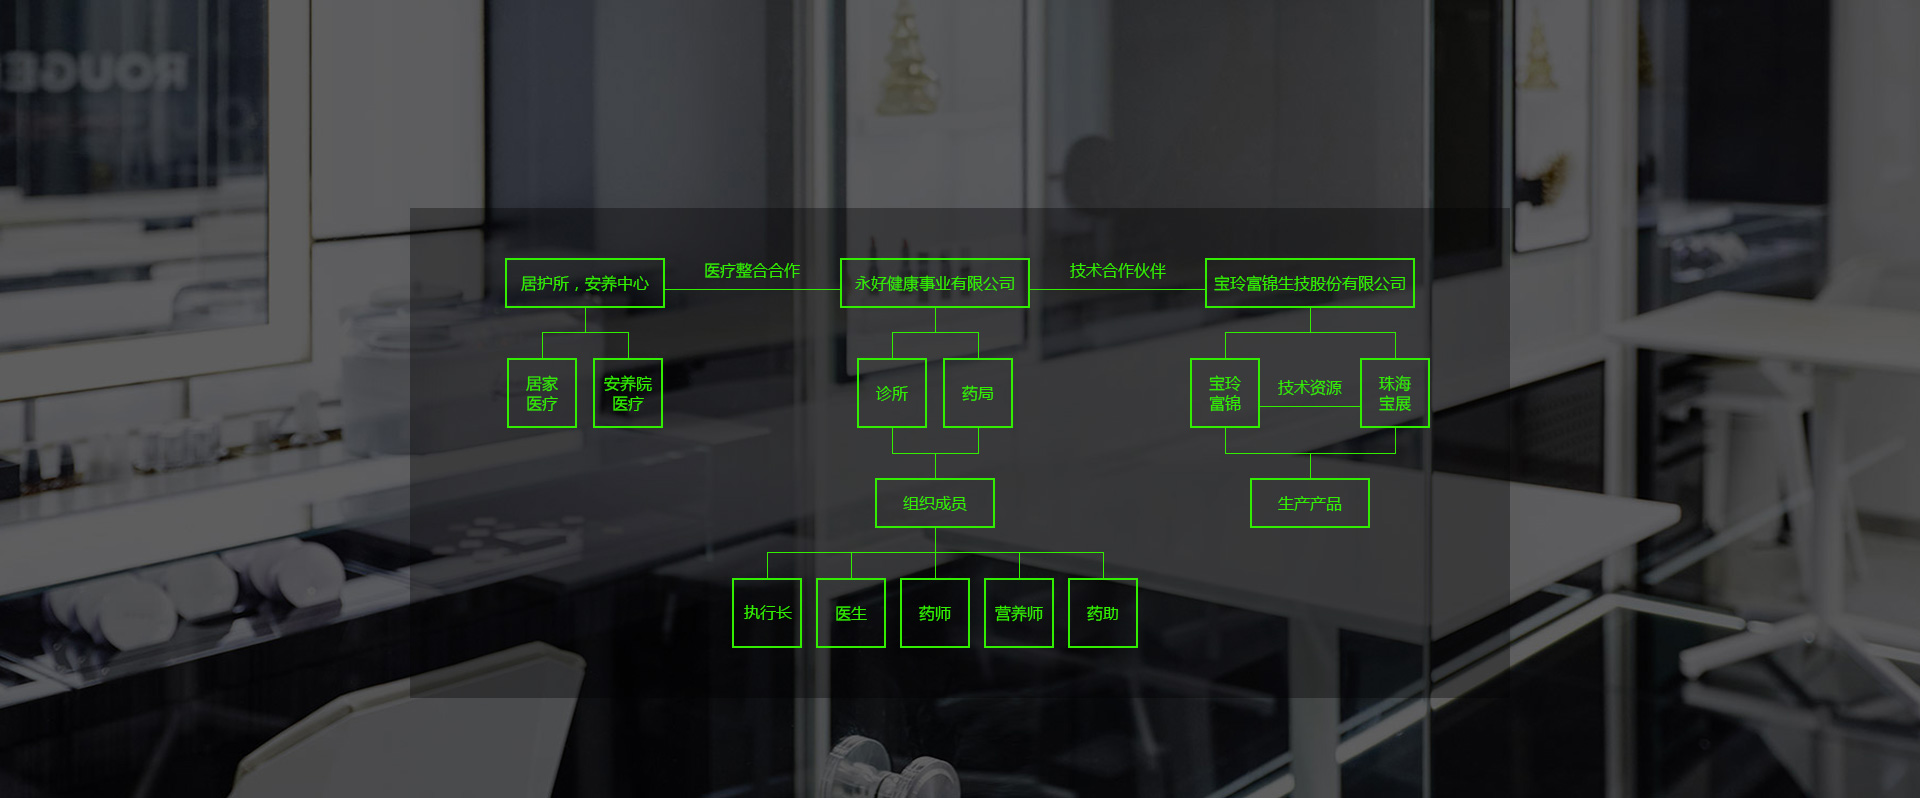 ROUGE
医疗整合合作
技术合作伙伴
居护所，安养中心
永好健康事业有限公司
宝玲富锦生技股份有限公司
居家
医疗
安养院
医疗
诊所
药局
宝玲
富锦
技术资源
珠海
宝展
组织成员
生产产品
执行长
医生
药师
营养师
药助